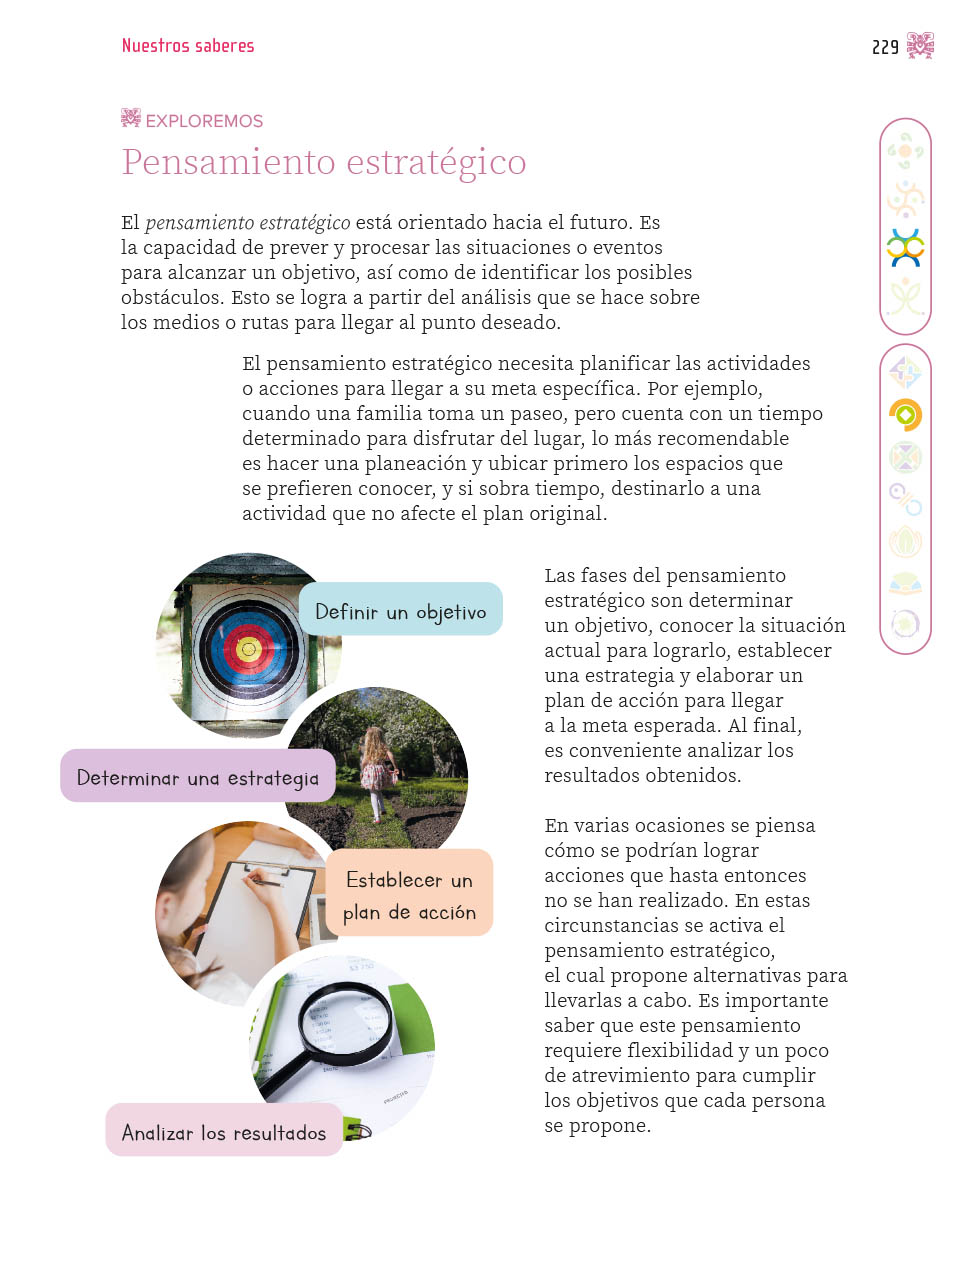 Nuestros saberes
229
EXPLOREMOS
Pensamiento estratégico
El pensamiento estratégico está orientado hacia el futuro. Es
la capacidad de prever y procesar las situaciones o eventos
para alcanzar un objetivo, así como de identificar los posibles
obstáculos. Esto se logra a partir del análisis que se hace sobre
los medios o rutas para llegar al punto deseado.
El pensamiento estratégico necesita planificar las actividades
o acciones para llegar a su meta específica. Por ejemplo,
cuando una familia toma un paseo, pero cuenta con un tiempo
determinado para disfrutar del lugar, lo más recomendable
es hacer una planeación y ubicar primero los espacios que
se prefieren conocer, y si sobra tiempo, destinarlo a una
actividad que no afecte el plan original.
Definir un objetivo
Determinar una estrategia
Establecer un
plan de acción
Analizar los resultados
Las fases del pensamiento
estratégico son determinar
un objetivo, conocer la situación
actual para lograrlo, establecer
una estrategia y elaborar un
plan de acción para llegar
a la meta esperada. Al final,
es conveniente analizar los
resultados obtenidos.
En varias ocasiones se piensa
cómo se podrían lograr
acciones que hasta entonces
no se han realizado. En estas
circunstancias se activa el
pensamiento estratégico,
el cual propone alternativas para
llevarlas a cabo. Es importante
saber que este pensamiento
requiere flexibilidad y un poco
de atrevimiento para cumplir
los objetivos que cada persona
se propone.